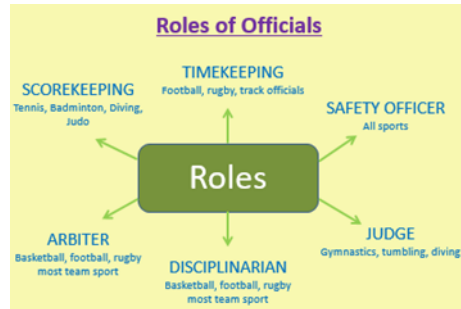 Roles of Officials
TIMEKEEPING
Football, rugby, track officials
SCOREKEEPING
Tennis, Badminton, Diving,
Judo
SAFETY OFFICER
All sports
Roles
ARBITER
Basketball, football, rugby
most team sport
DISCIPLINARIAN
Basketball, football, rugby
most team sport
JUDGE
Gymnastics, tumbling, diving